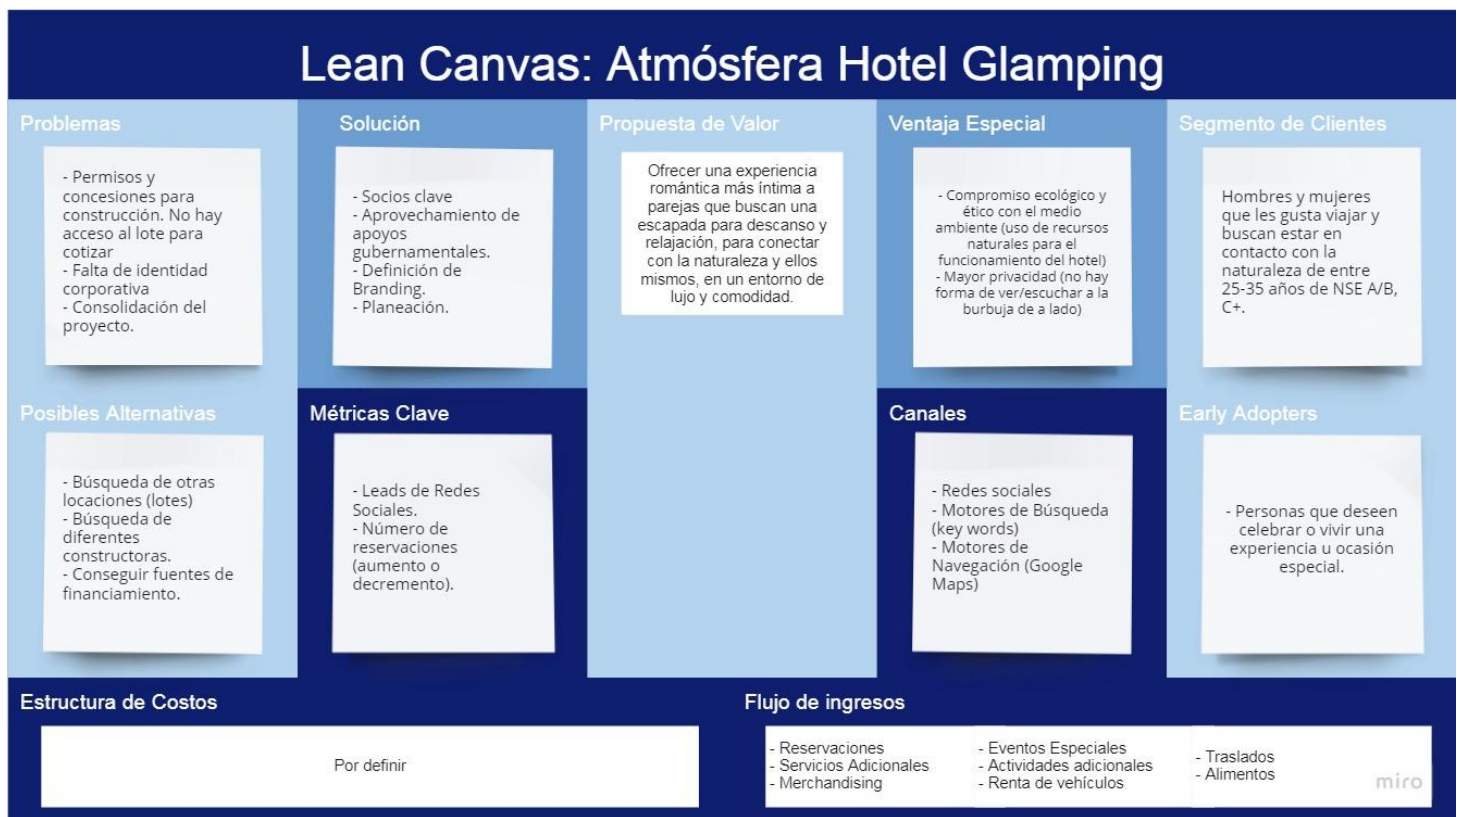 Lean Canvas: Atmósfera Hotel Glamping
Problemas
- Permisos y
concesiones para
construcción. No hay
acceso al lote para
cotizar
- Falta de identidad
corporativa
- Consolidación del
proyecto.
Solución
- Socios clave
- Aprovechamiento de
apoyos
gubernamentales.
- Definición de
Branding.
- Planeación.
Propuesta de Valor
Ofrecer una experiencia
romántica más íntima a
parejas que buscan una
escapada para descanso y
relajación, para conectar
con la naturaleza y ellos
mismos, en un entorno de
lujo y comodidad.
Ventaja Especial
- Compromiso ecológico y
ético con el medio
ambiente (uso de recursos
naturales para el
funcionamiento del hotel)
- Mayor privacidad (no hay
forma de ver/escuchar a la
burbuja de a lado)
Segmento de Clientes
Hombres y mujeres
que les gusta viajar y
buscan estar en
contacto con la
naturaleza de entre
25-35 años de NSE A/B,
C+.
Posibles Alternativas
- Búsqueda de otras
locaciones (lotes)
- Búsqueda de
diferentes
constructoras.
- Conseguir fuentes de
financiamiento.
Métricas Clave
- Leads de Redes
Sociales.
- Número de
reservaciones
(aumento o
decremento).
Canales
- Redes sociales
- Motores de Búsqueda
(key words)
- Motores de
Navegación (Google
Maps)
Early Adopters
- Personas que deseen
celebrar o vivir una
experiencia u ocasión
especial.
Estructura de Costos
Por definir
Flujo de ingresos
- Reservaciones
- Servicios Adicionales
- Merchandising
- Eventos Especiales
- Actividades adicionales
- Renta de vehículos
- Traslados
- Alimentos
miro